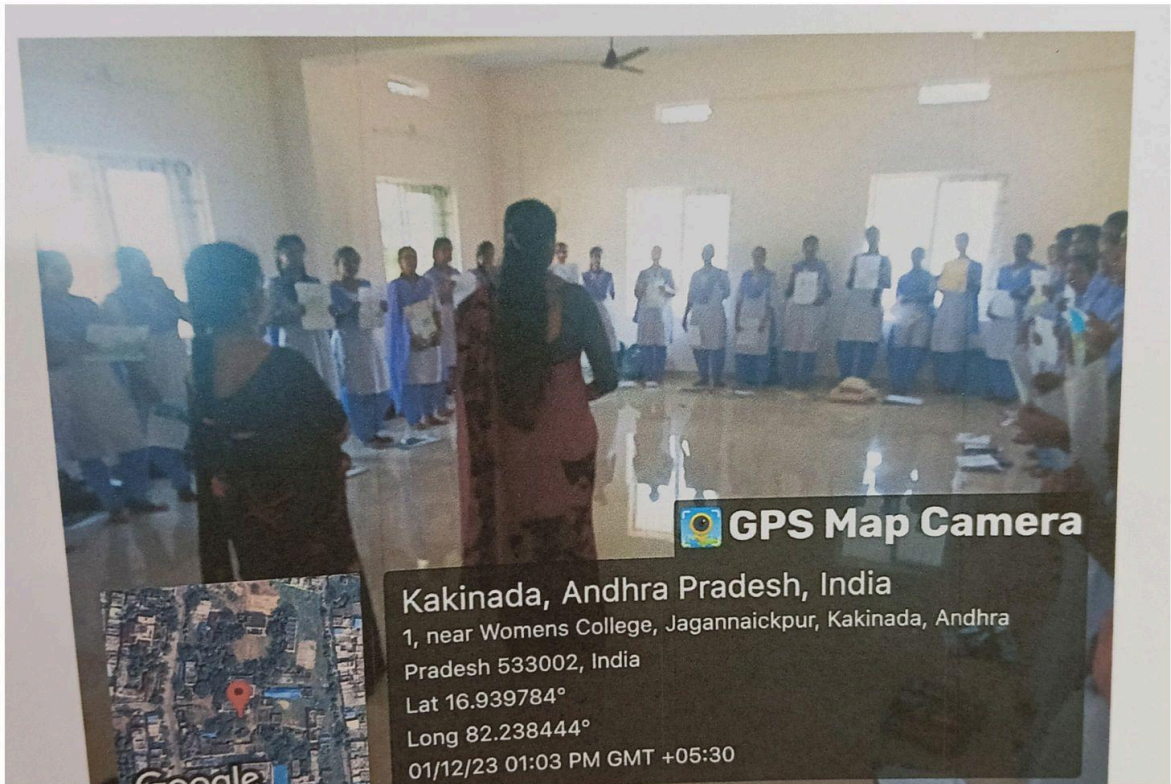 GPS Map Camera
Kakinada, Andhra Pradesh, India
1, near Womens College, Jagannaickpur, Kakinada, Andhra
Pradesh 533002, India
Lat 16.939784°
Long 82.238444°
01/12/23 01:03 PM GMT +05:30
Google